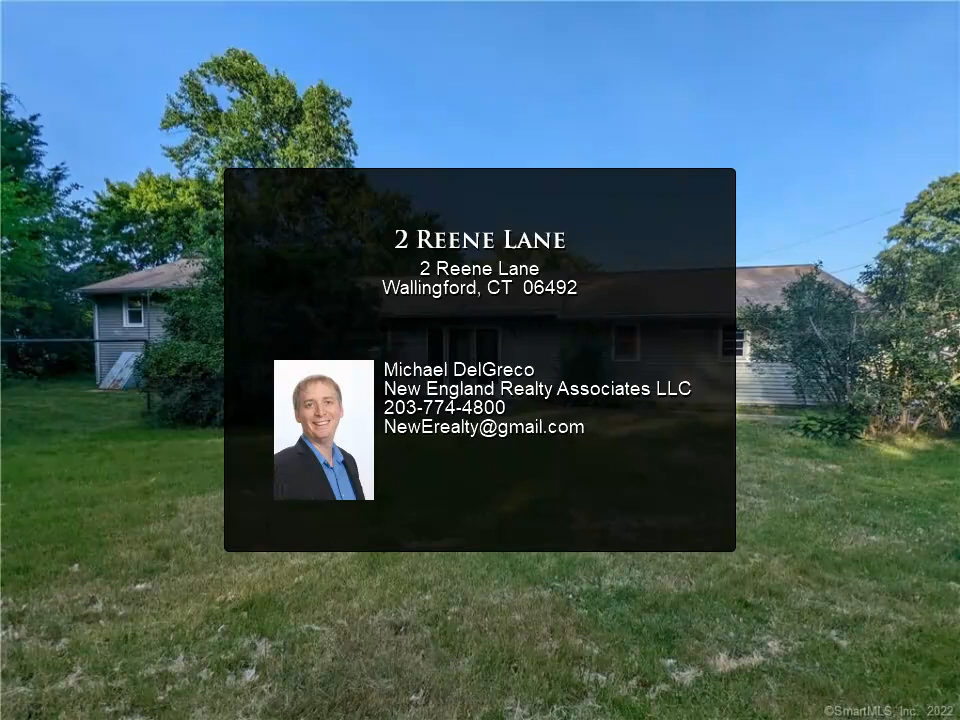 2 Reene Lane
2 Reene Lane
Wallingford, CT  06492
Michael DelGreco
New England Realty Associates LLC
203-774-4800
NewErealty@gmail.com
©SmartMLS, Inc.  2022